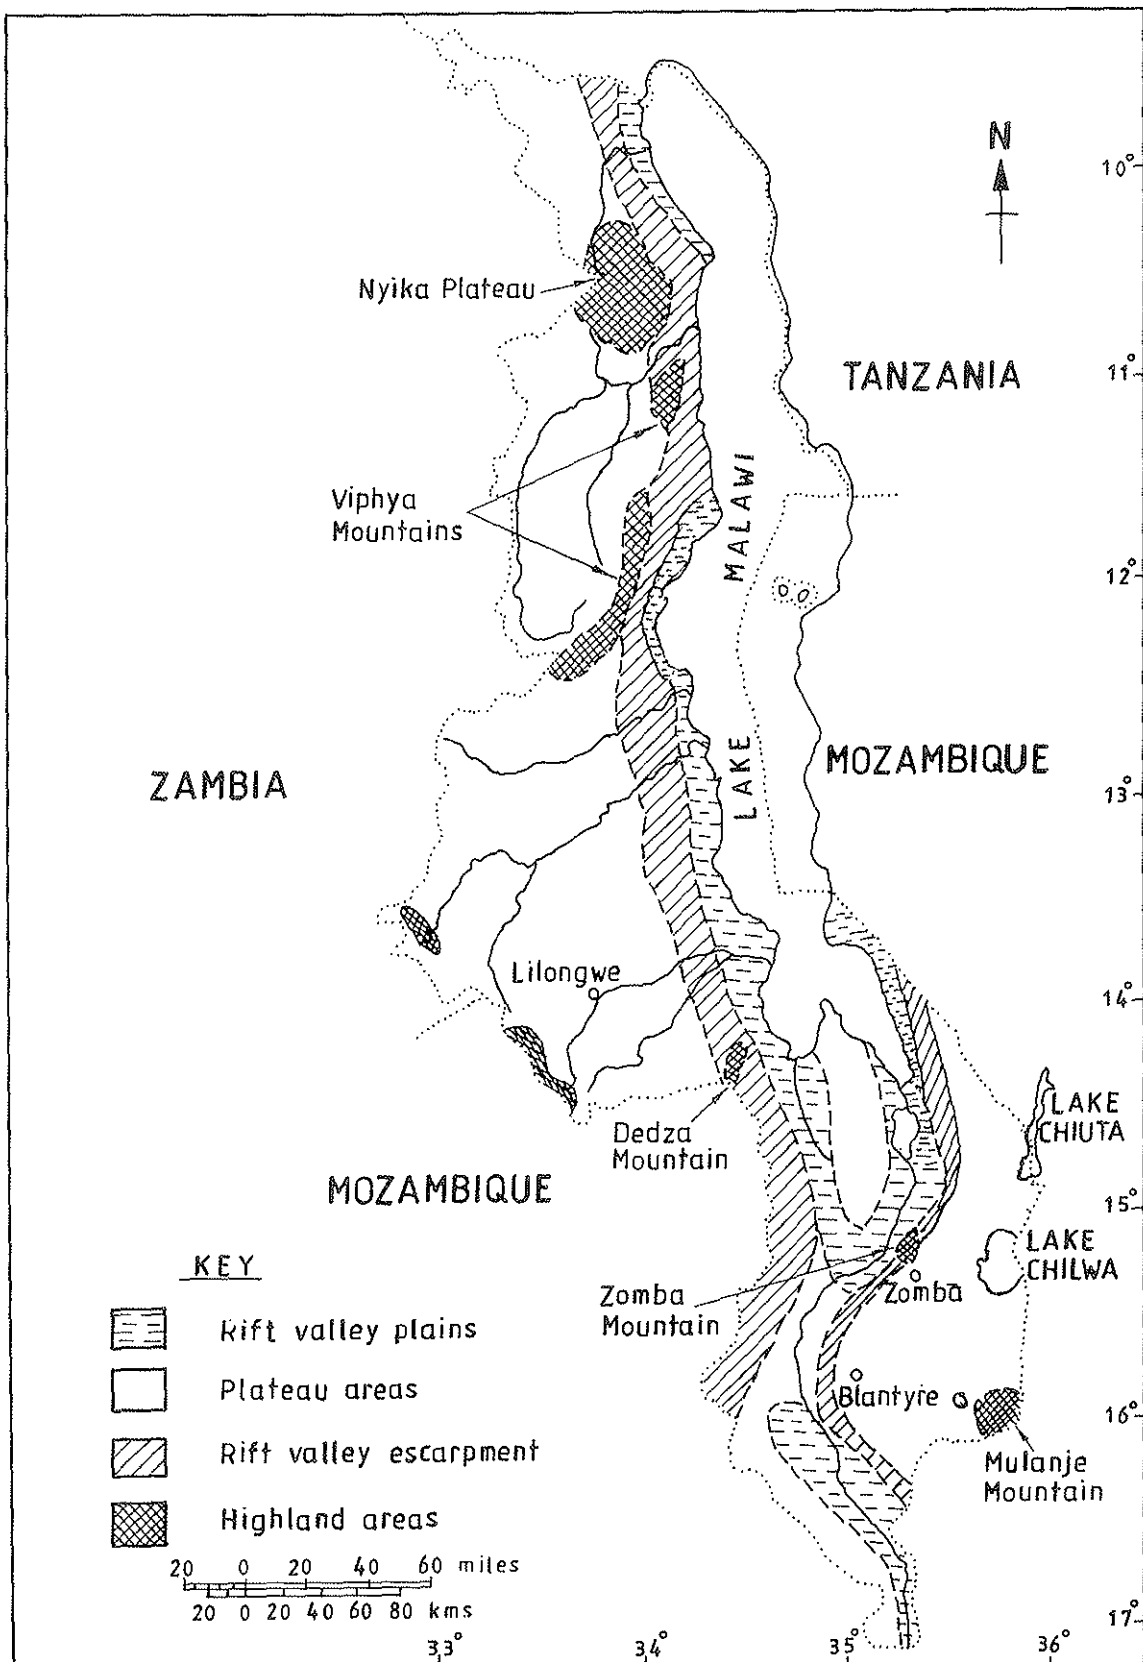 N
10°
Nyika Plateau
TANZANIA
11°
Viphya
Mountains
LAKE MALAWI
12°
ZAMBIA
MOZAMBIQUE
13°
Lilongwe
14°
LAKE
CHIUTA
Dedza
Mountain
MOZAMBIQUE
15°
LAKE
CHILWA
KEY
Zomba
Zomba
Mountain
Rift valley plains
Plateau areas
Blantyre
16°
Rift valley escarpment
Mulanje
Mountain
Highland areas
20 0 20 40 60 miles
20 0 20 40 60 80 kms
17°
33° 34° 35° 36°